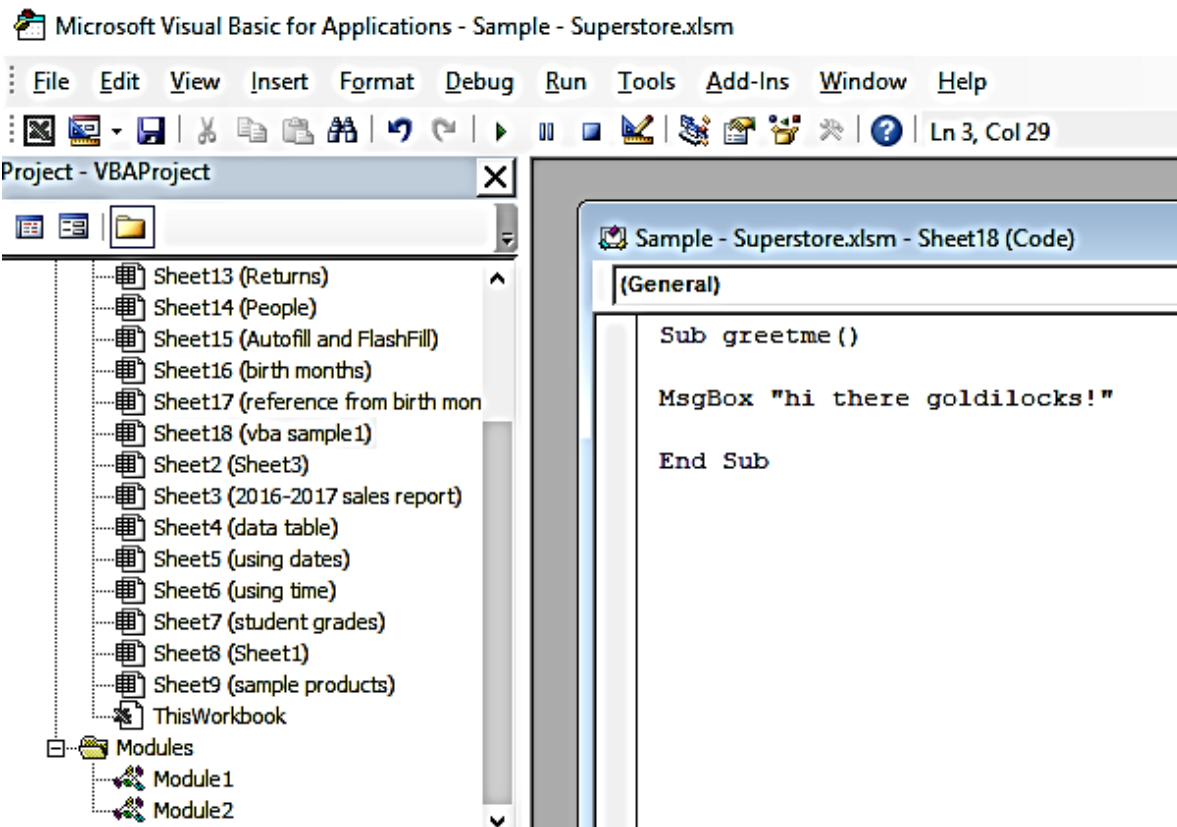 Microsoft Visual Basic for Applications - Sample - Superstore.xlsm
File Edit View Insert Format Debug Run Tools Add-Ins Window Help
Ln 3, Col 29
Project - VBAProject
Sheet13 (Returns)
Sheet14 (People)
Sheet15 (Autofill and FlashFill)
Sheet16 (birth months)
Sheet17 (reference from birth mon
Sheet18 (vba sample1)
Sheet2 (Sheet3)
Sheet3 (2016-2017 sales report)
Sheet4 (data table)
Sheet5 (using dates)
Sheet6 (using time)
Sheet7 (student grades)
Sheet8 (Sheet1)
Sheet9 (sample products)
ThisWorkbook
Modules
Module1
Module2
Sample - Superstore.xlsm - Sheet18 (Code)
(General)
Sub greetme()
MsgBox "hi there goldilocks!"
End Sub